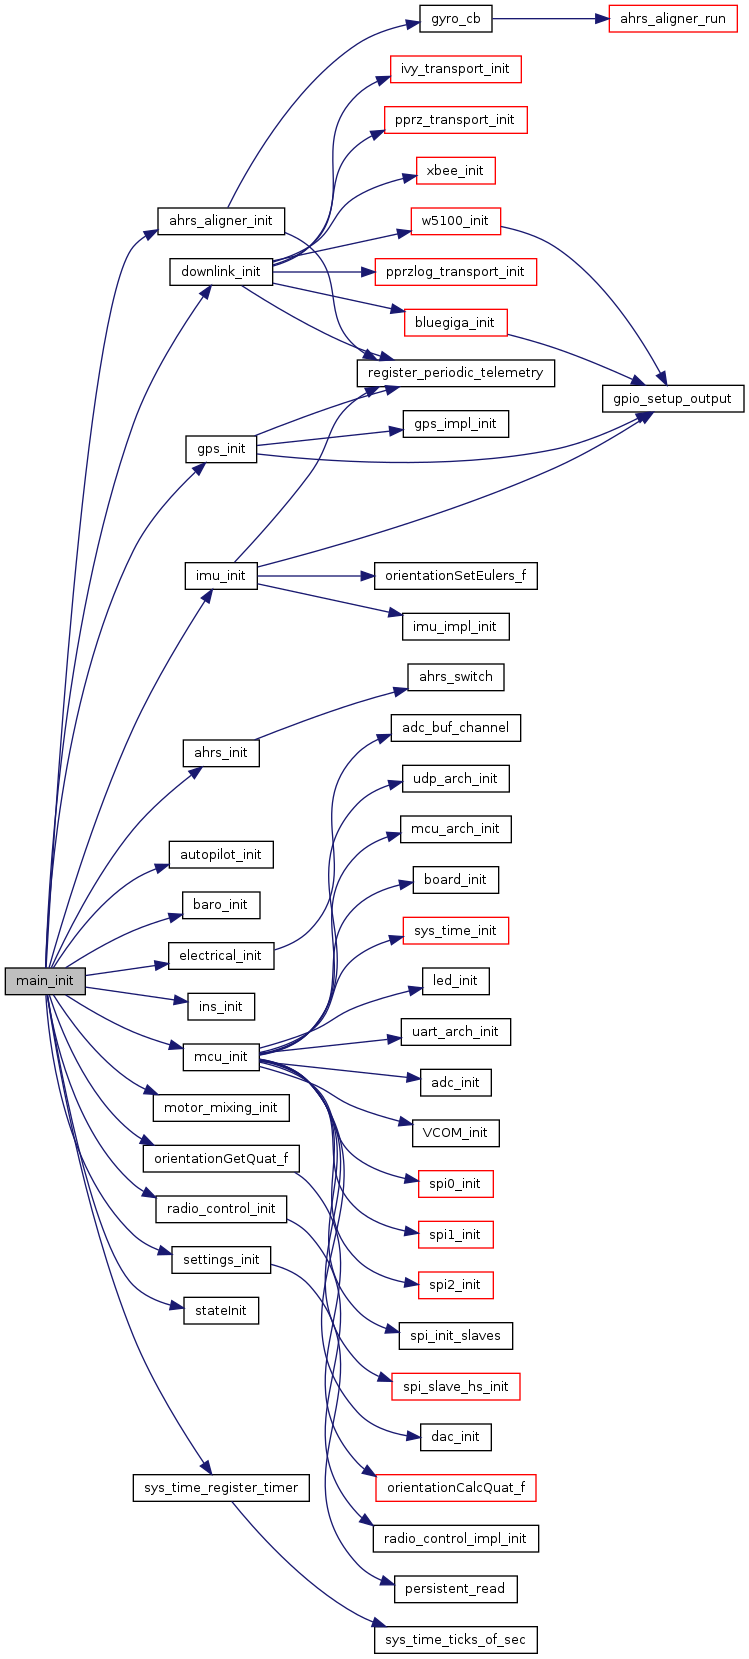 gyro_cb
ahrs_aligner_run
ivy_transport_init
pprz_transport_init
xbee_init
ahrs_aligner_init
w5100_init
downlink_init
pprzlog_transport_init
bluegiga_init
register_periodic_telemetry
gpio_setup_output
gps_impl_init
gps_init
imu_init
orientationSetEulers_f
imu_impl_init
ahrs_switch
adc_buf_channel
ahrs_init
udp_arch_init
mcu_arch_init
autopilot_init
board_init
baro_init
sys_time_init
electrical_init
main_init
led_init
ins_init
uart_arch_init
mcu_init
adc_init
motor_mixing_init
VCOM_init
orientationGetQuat_f
spi0_init
radio_control_init
spi1_init
settings_init
spi2_init
stateInit
spi_init_slaves
spi_slave_hs_init
dac_init
sys_time_register_timer
orientationCalcQuat_f
radio_control_impl_init
persistent_read
sys_time_ticks_of_sec